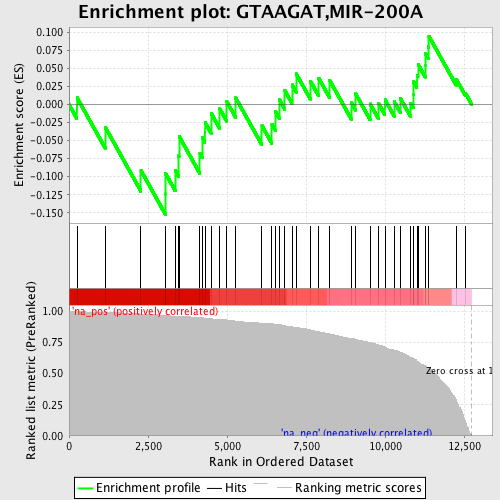 Enrichment plot: GTAAGAT,MIR-200A
Enrichment score (ES)
0.100
0.075
0.050
0.025
0.000
-0.025
-0.050
-0.075
-0.100
-0.125
-0.150
'na_pos' (positively correlated)
Ranked list metric (PreRanked)
1.00
0.75
0.50
0.25
0.00
Zero cross at 1
'na_neg' (negatively correlated)
0
2,500
5,000
7,500
10,000
12,500
Rank in Ordered Dataset
Enrichment profile
Hits
Ranking metric scores